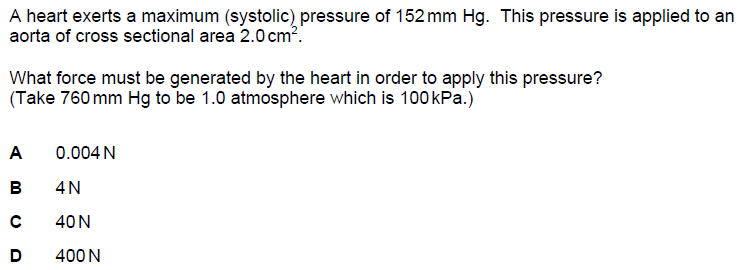 A heart exerts a maximum (systolic) pressure of 152 mm Hg. This pressure is applied to an
aorta of cross sectional area 2.0 cm².
What force must be generated by the heart in order to apply this pressure?
(Take 760 mm Hg to be 1.0 atmosphere which is 100 kPa.)
A 0.004 N
B 4 N
C 40 N
D 400 N